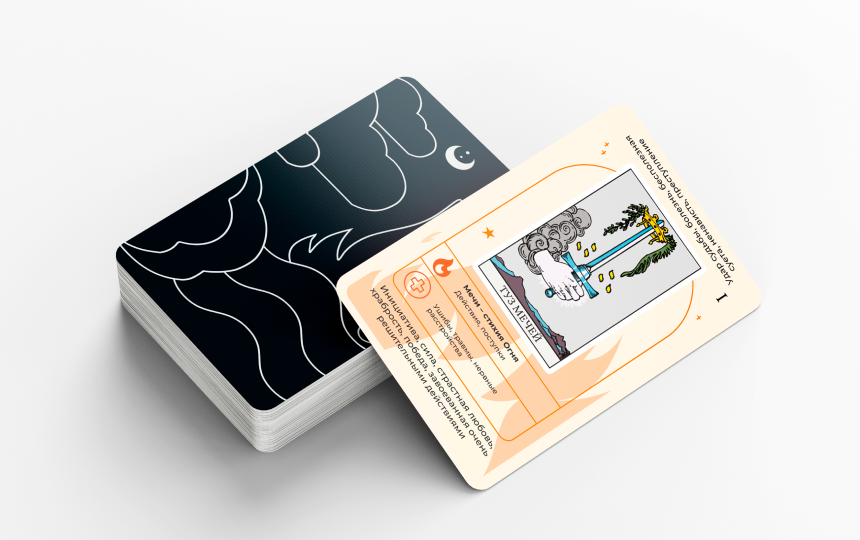 I
Удар судьбы, болезнь, бесполезная
суета, ненависть, преступление
ТУЗ МЕЧЕЙ
Мечи – стихия Огня
Действия, поступки
Ушибы, травмы, нервные
расстройства
Инициатива, сила, страстная любовь,
храбрость, победа, завоеванная очень
решительными действиями